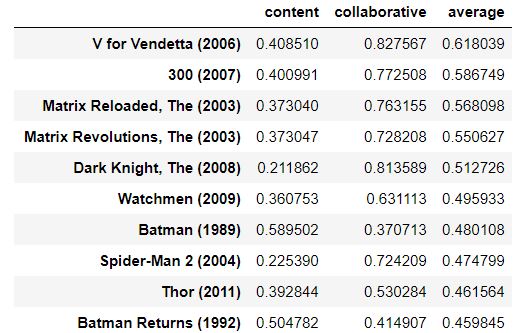 content collaborative average
V for Vendetta (2006) 0.408510 0.827567 0.618039
300 (2007) 0.400991 0.772508 0.586749
Matrix Reloaded, The (2003) 0.373040 0.763155 0.568098
Matrix Revolutions, The (2003) 0.373047 0.728208 0.550627
Dark Knight, The (2008) 0.211862 0.813589 0.512726
Watchmen (2009) 0.360753 0.631113 0.495933
Batman (1989) 0.589502 0.370713 0.480108
Spider-Man 2 (2004) 0.225390 0.724209 0.474799
Thor (2011) 0.392844 0.530284 0.461564
Batman Returns (1992) 0.504782 0.414907 0.459845